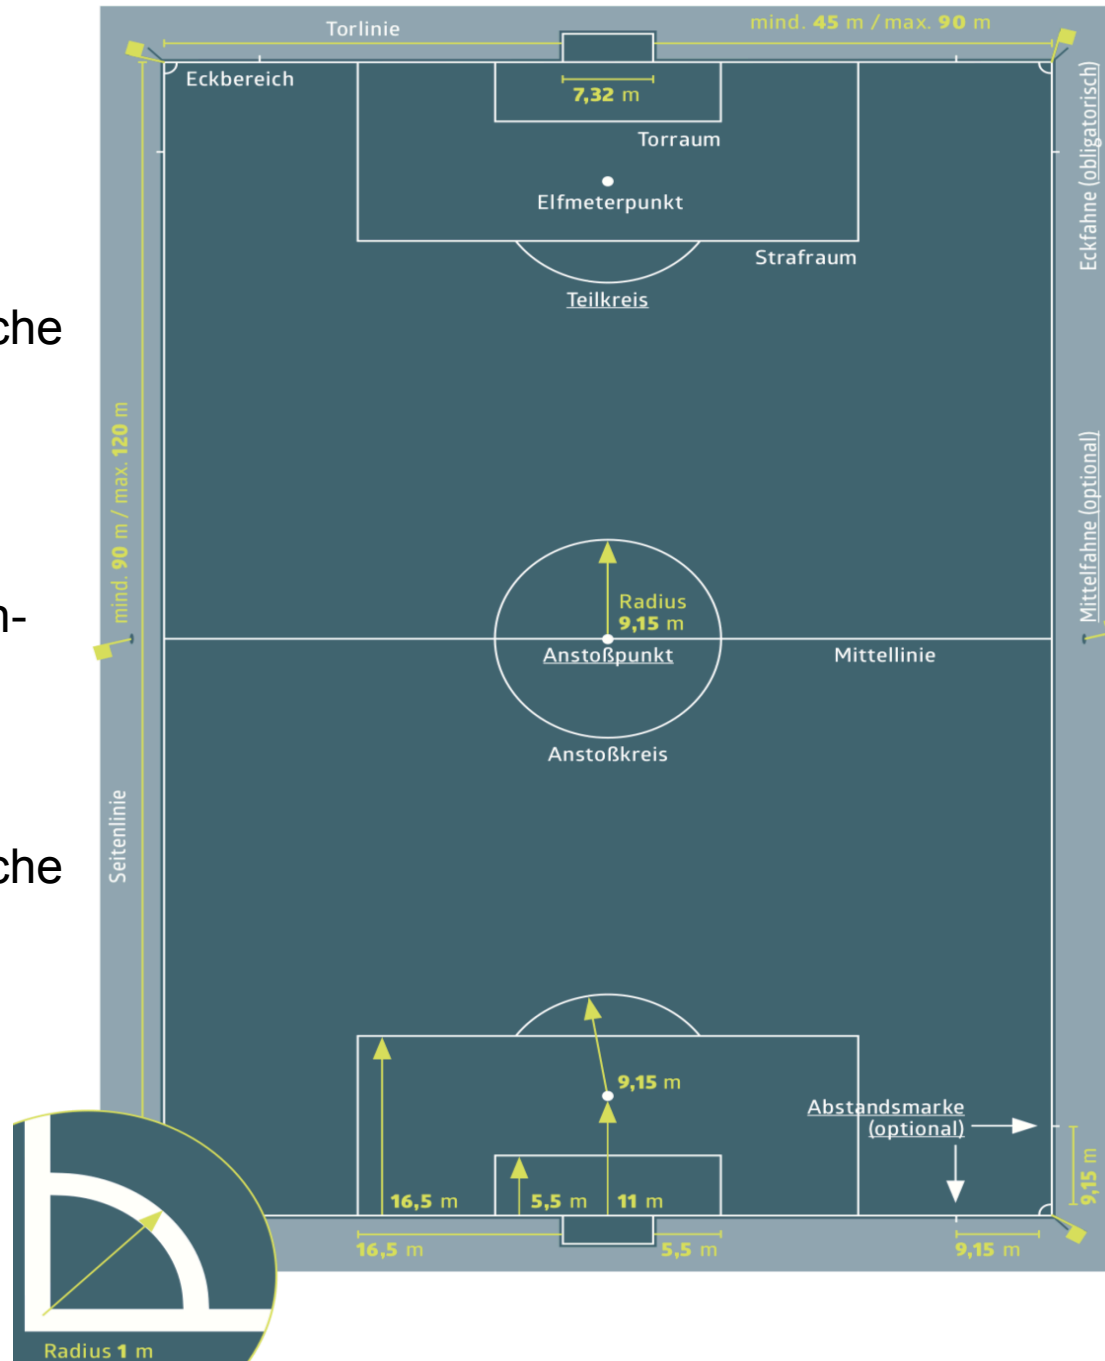 Torlinie
mind. 45 m / max. 90 m
Eckbereich
7,32 m
Torraum
Elfmeterpunkt
Strafraum
Teilkreis
Eckfahne (obligatorisch)
che
mind. 90 m / max. 120 m
Mittelfahne (optional)
n-
Radius
9,15 m
Anstoßpunkt
Mittellinie
Anstoßkreis
Seitenlinie
che
9,15 m
Abstandsmarke
(optional)
9,15 m
16,5 m
5,5 m
11 m
16,5 m
5,5 m
9,15 m
Radius 1 m